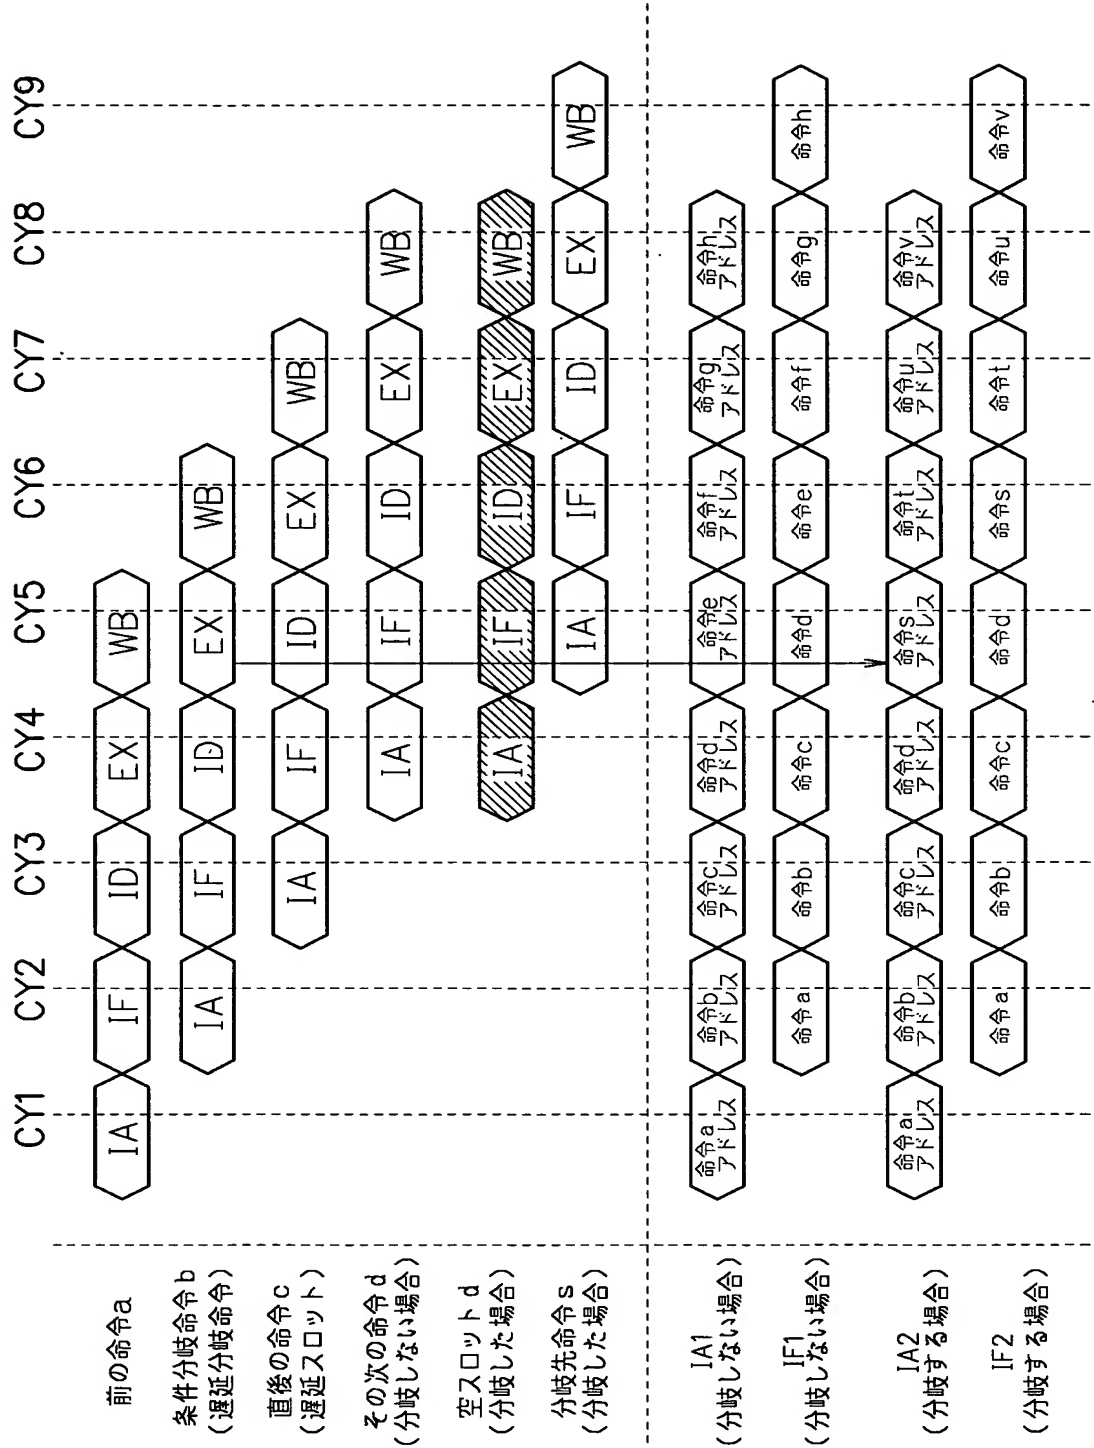 CY1 CY2 CY3 CY4 CY5 CY6 CY7 CY8 CY9
前の命令a
IA IF ID EX WB
条件分岐命令b
(遅延分岐命令)
IA IF ID EX WB
直後の命令c
(遅延スロット)
IA IF ID EX WB
その次の命令d
(分岐しない場合)
IA IF ID EX WB
空スロットd
(分岐した場合)
IA IF ID EX WB
分岐先命令s
(分岐した場合)
IA IF ID EX WB
IA1
(分岐しない場合)
命令a 命令b 命令c 命令d 命令e 命令f 命令g 命令h
アドレス アドレス アドレス アドレス アドレス アドレス アドレス アドレス
IF1
(分岐しない場合)
命令a 命令b 命令c 命令d 命令e 命令f 命令g 命令h
IA2
(分岐する場合)
命令a 命令b 命令c 命令d 命令s 命令t 命令u 命令v
アドレス アドレス アドレス アドレス アドレス アドレス アドレス アドレス
IF2
(分岐する場合)
命令a 命令b 命令c 命令d 命令s 命令t 命令u 命令v